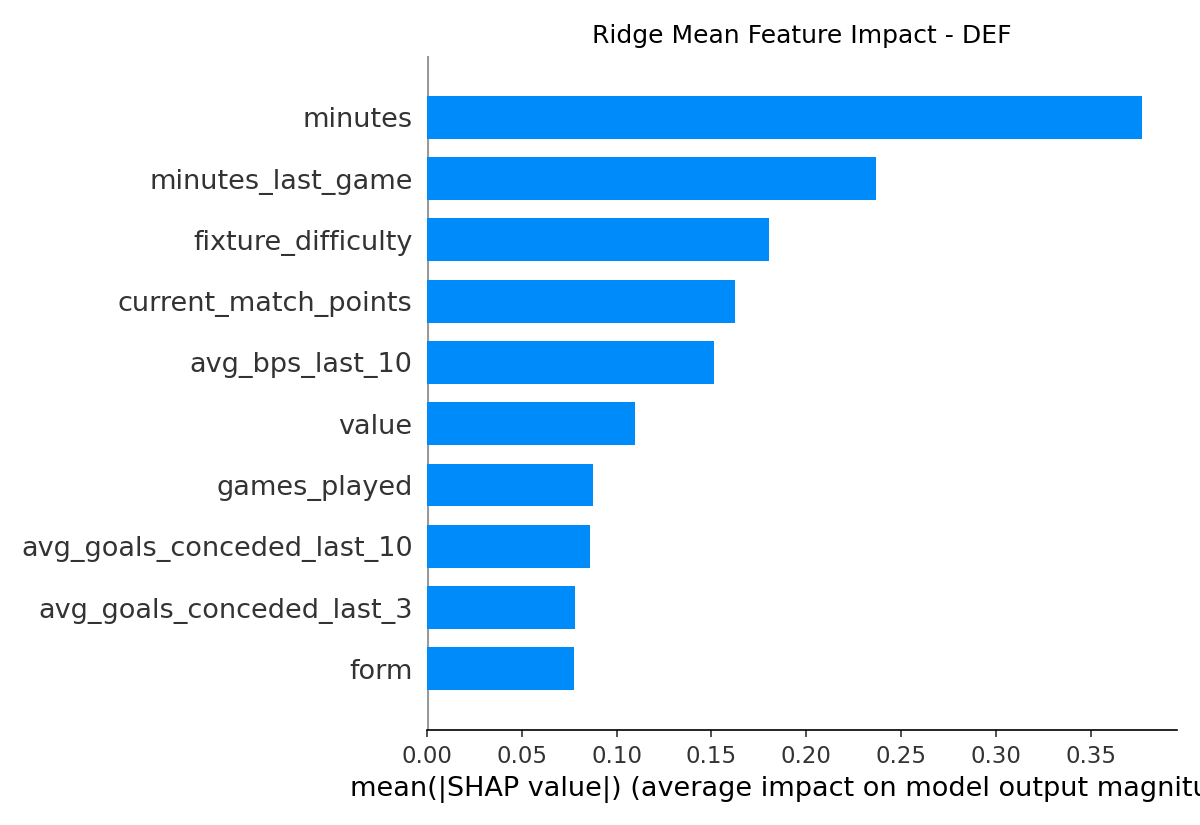 Ridge Mean Feature Impact - DEF
minutes
minutes_last_game
fixture_difficulty
current_match_points
avg_bps_last_10
value
games_played
avg_goals_conceded_last_10
avg_goals_conceded_last_3
form
0.00 0.05 0.10 0.15 0.20 0.25 0.30 0.35
mean(|SHAP value|) (average impact on model output